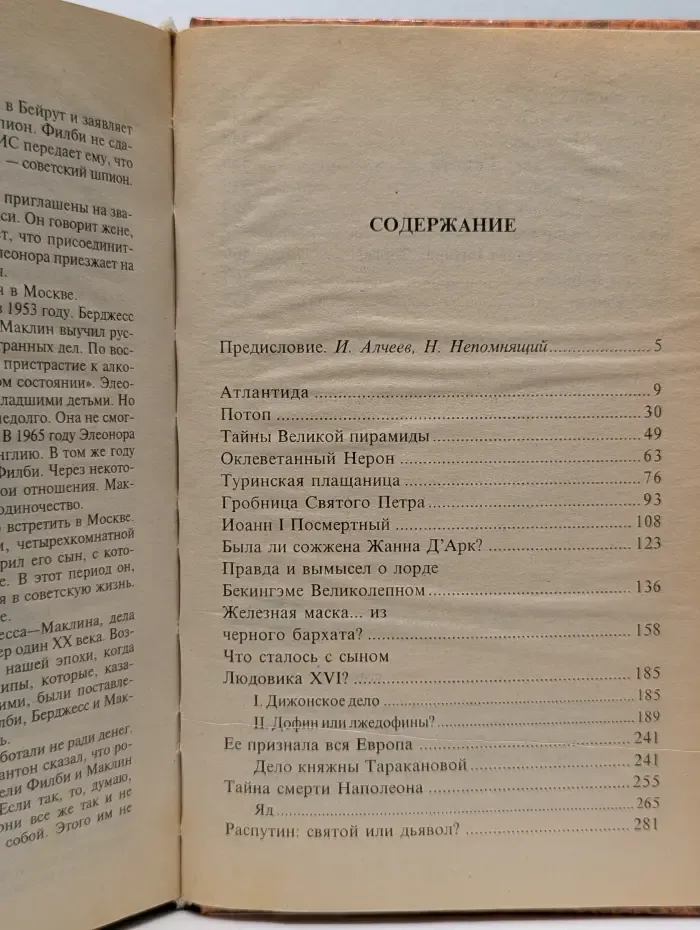 в Бейрут и заявляет
пион. Филби не сда-
ИС передает ему, что
— советский шпион.
приглашены на зва-
си. Он говорит жене,
ет, что присоединит-
леонора приезжает на
я в Москве.
в 1953 году. Берджесс
Маклин выучил рус-
странных дел. По вос-
пристрастие к алко-
ом состоянии». Элео-
младшими детьми. Но
недолго. Она не смог-
В 1965 году Элеонора
нглию. В том же году
Филби. Через некото-
ои отношения. Мак-
одиночество.
о встретить в Москве.
и, четырехкомнатной
рил его сын, с кото-
е. В этот период он,
я в советскую жизнь.
е.
есса—Маклина, дела
ер один XX века. Воз-
нашей эпохи, когда
ипы, которые, каза-
ими, были поставле-
лби, Берджесс и Мак-
ь.
ботали не ради денег.
антон сказал, что ро-
ели Филби и Маклин
Если так, то, думаю,
они все же так и не
собой. Этого им не
СОДЕРЖАНИЕ
Предисловие. И. Алчеев, Н. Непомнящий 5
Атлантида 9
Потоп 30
Тайны Великой пирамиды 49
Оклеветанный Нерон 63
Туринская плащаница 76
Гробница Святого Петра 93
Иоанн I Посмертный 108
Была ли сожжена Жанна Д'Арк? 123
Правда и вымысел о лорде
Бекингэме Великолепном 136
Железная маска... из
черного бархата? 158
Что сталось с сыном
Людовика XVI? 185
I. Дижонское дело 185
II. Дофин или лжедофины? 189
Ее признала вся Европа 241
Дело княжны Таракановой 241
Тайна смерти Наполеона 255
Яд 265
Распутин: святой или дьявол? 281